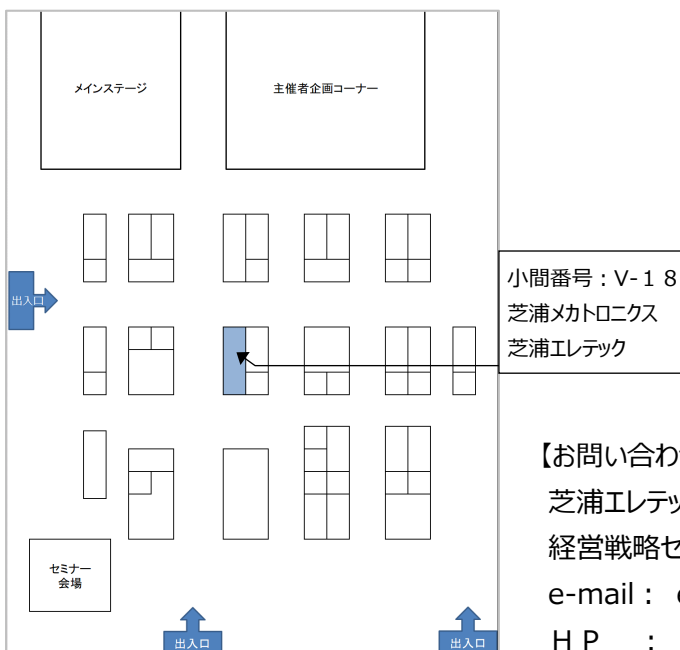 メインステージ
主催者企画コーナー
出入口
小間番号：V-１８
芝浦メカトロニクス
芝浦エレテック
【お問い合わ
芝浦エレテッ
経営戦略セ
e-mail：
ＨＰ　：
セミナー
会場
出入口
出入口